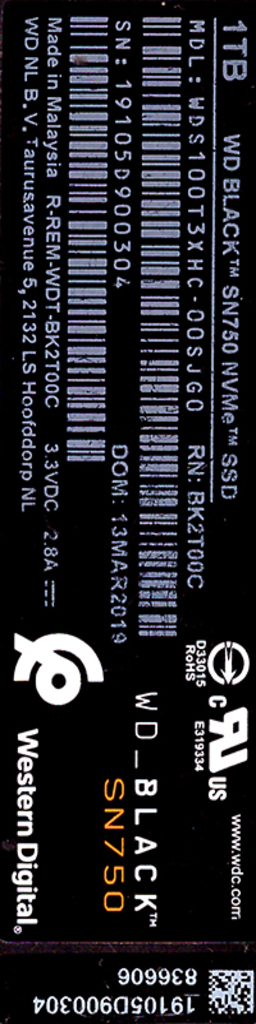 1TB WD BLACK™ SN750 NVMe™ SSD
MDL: WDS100T3XHC-00SJG0 RN: BK2T00C
SN: 19105D900304 DOM: 13MAR2019
Made in Malaysia R-REM-WDT-BK2T00C 3.3VDC 2.8A
WD NL B.V. Taurusavenue 5, 2132 LS Hoofddorp NL
D33015
RoHS
C US
E319334
www.wdc.com
WD_BLACK™
SN750
Western Digital®
19105D900304
836606